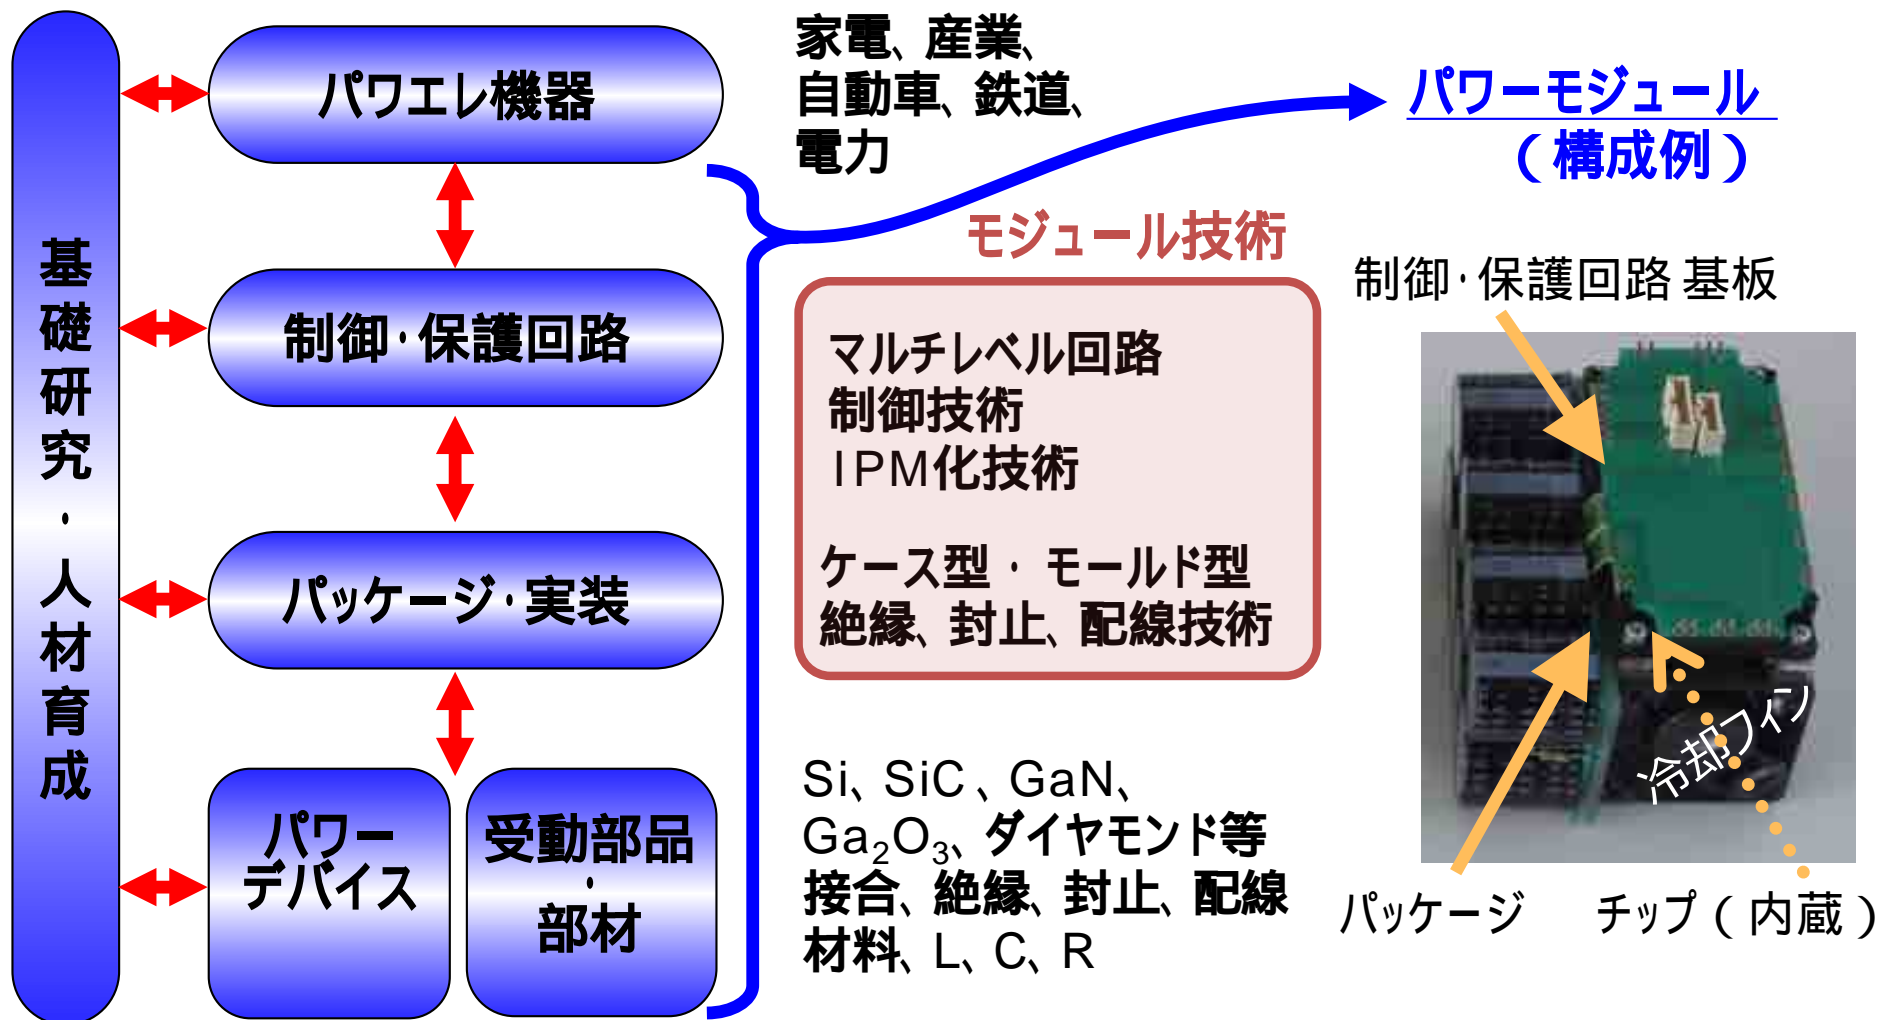 基礎研究・人材育成
パワエレ機器
制御・保護回路
パッケージ・実装
パワー
デバイス
受動部品
・
部材
家電、産業、
自動車、鉄道、
電力
モジュール技術
マルチレベル回路
制御技術
IPM化技術
ケース型・モールド型
絶縁、封止、配線技術
Si、SiC、GaN、
Ga₂O₃、ダイヤモンド等
接合、絶縁、封止、配線
材料、L、C、R
パワーモジュール
(構成例)
制御・保護回路 基板
冷却フィン
パッケージ
チップ(内蔵)